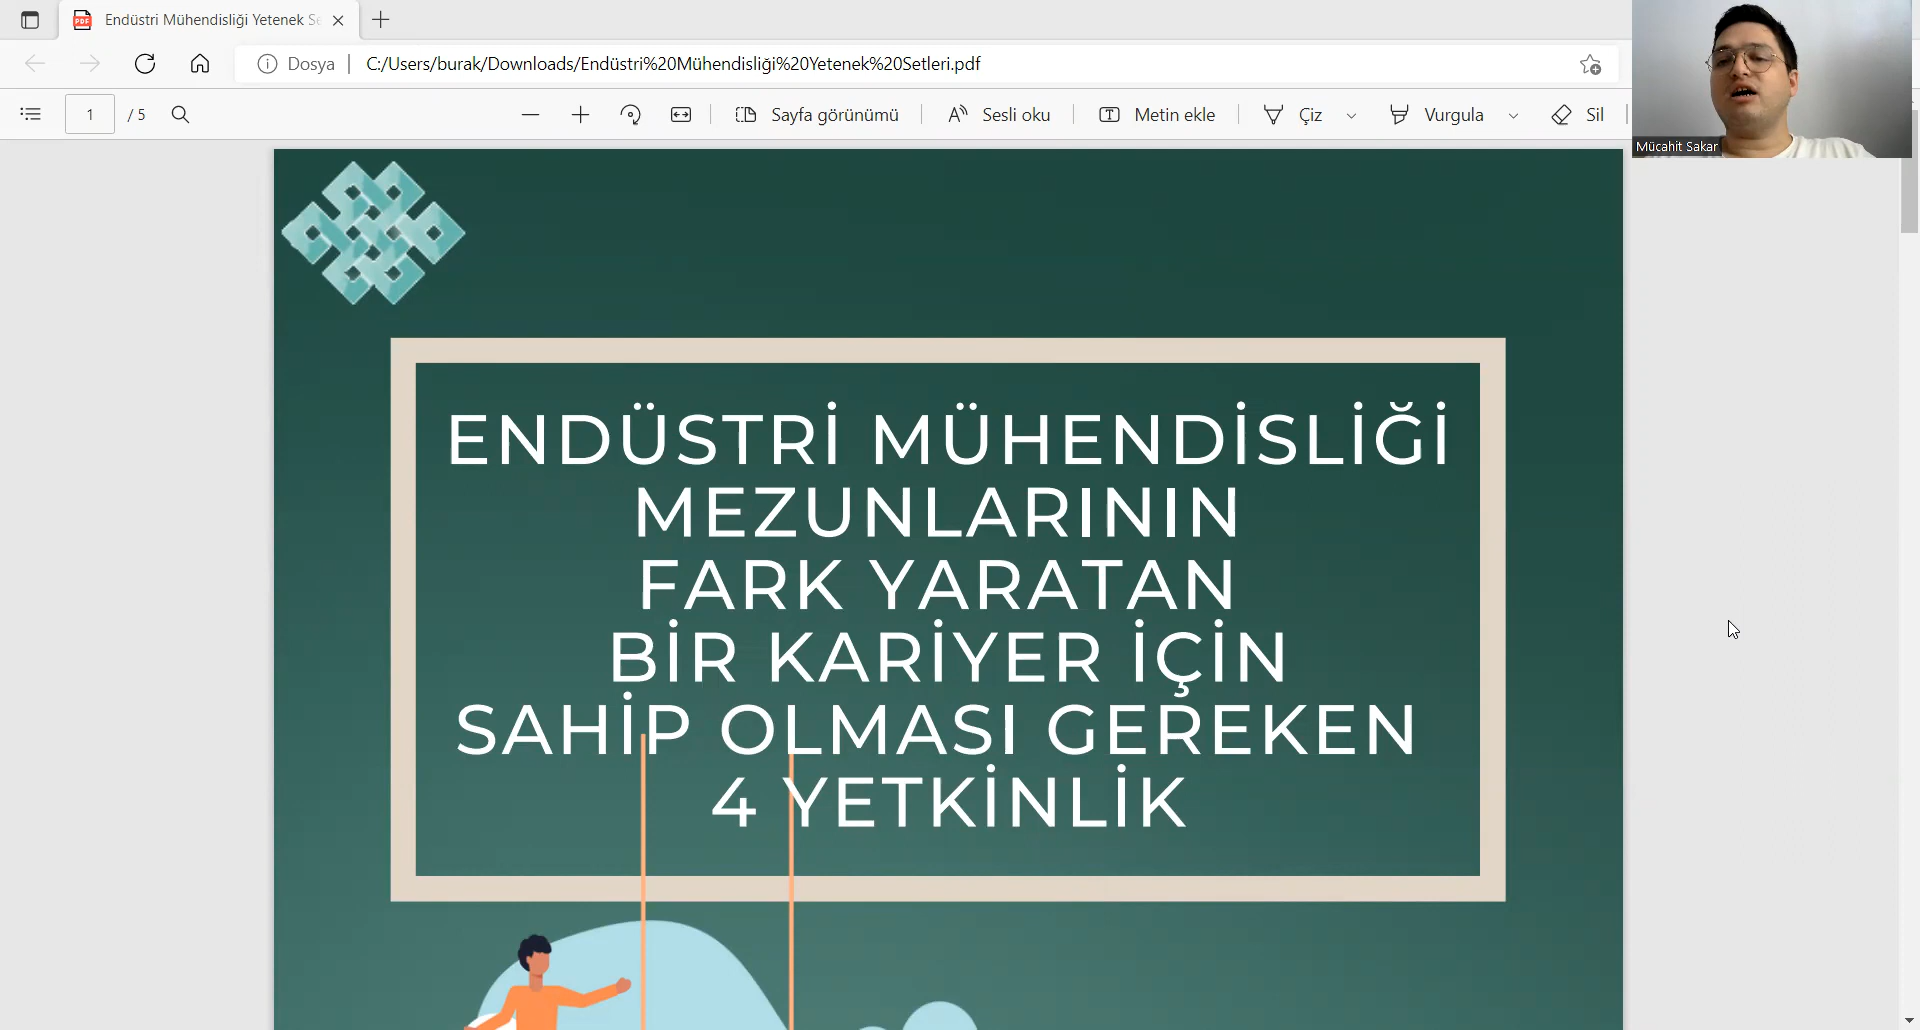 Endüstri Mühendisliği Yetenek Se
Dosya
C:/Users/burak/Downloads/Endüstri%20Mühendisliği%20Yetenek%20Setleri.pdf
1 / 5
Sayfa görünümü
Sesli oku
Metin ekle
Çiz
Vurgula
Sil
Mücahit Sakar
ENDÜSTRİ MÜHENDİSLİĞİ
MEZUNLARININ
FARK YARATAN
BİR KARİYER İÇİN
SAHİP OLMASI GEREKEN
4 YETKİNLİK